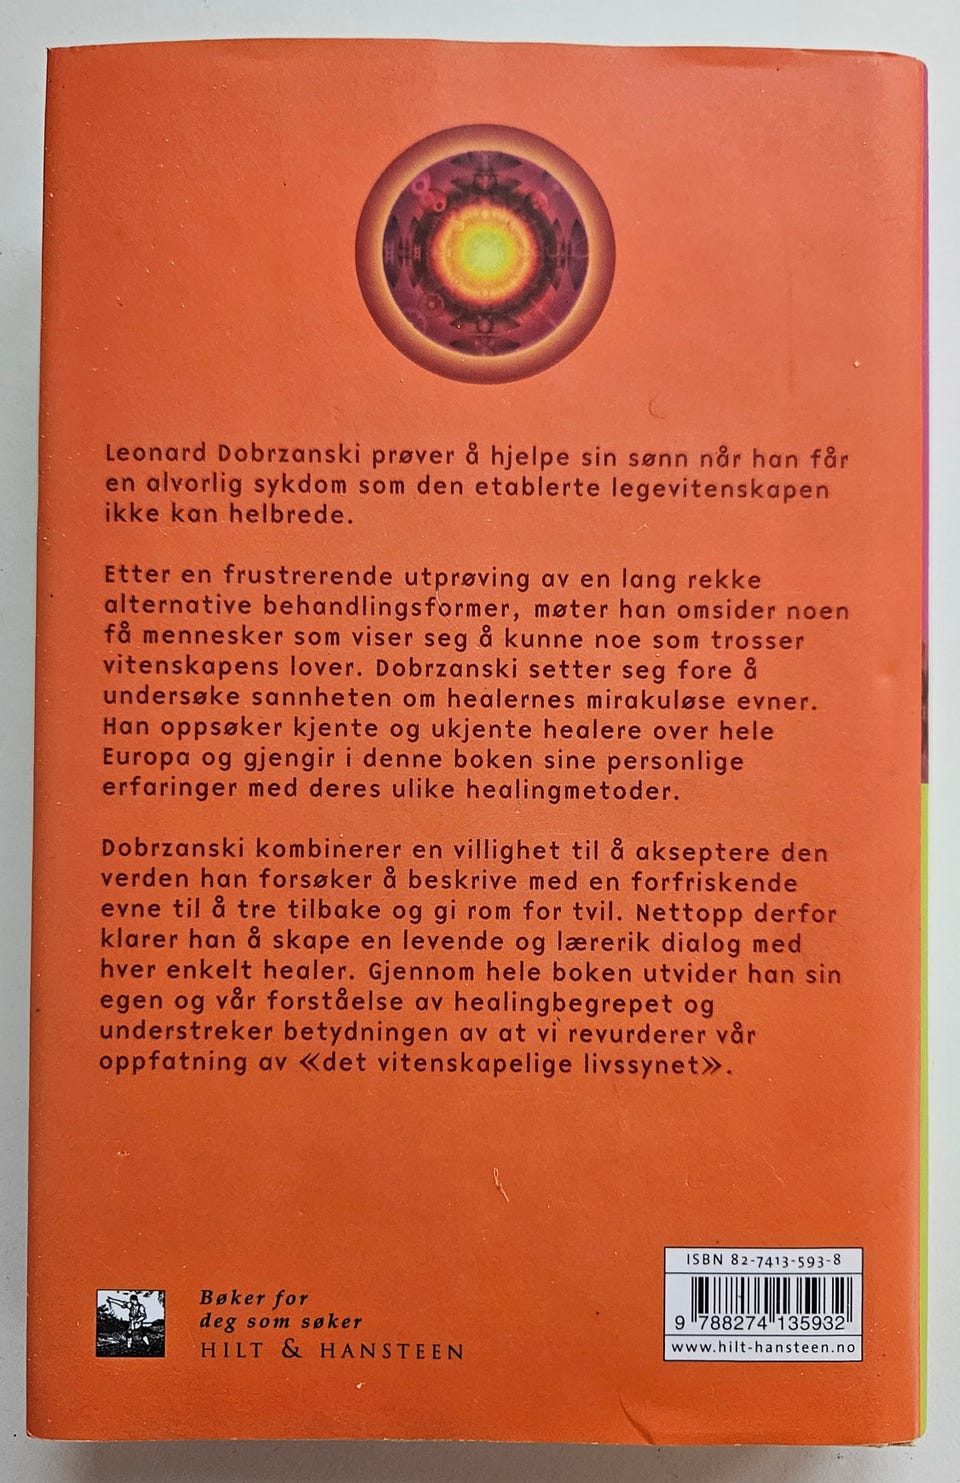 Leonard Dobrzanski prøver å hjelpe sin sønn når han får
en alvorlig sykdom som den etablerte legevitenskapen
ikke kan helbrede.
Etter en frustrerende utprøving av en lang rekke
alternative behandlingsformer, møter han omsider noen
få mennesker som viser seg å kunne noe som trosser
vitenskapens lover. Dobrzanski setter seg fore å
undersøke sannheten om healernes mirakuløse evner.
Han oppsøker kjente og ukjente healere over hele
Europa og gjengir i denne boken sine personlige
erfaringer med deres ulike healingmetoder.
Dobrzanski kombinerer en villighet til å akseptere den
verden han forsøker å beskrive med en forfriskende
evne til å tre tilbake og gi rom for tvil. Nettopp derfor
klarer han å skape en levende og lærerik dialog med
hver enkelt healer. Gjennom hele boken utvider han sin
egen og vår forståelse av healingbegrepet og
understreker betydningen av at vi revurderer vår
oppfatning av «det vitenskapelige livssynet».
Bøker for
deg som søker
HILT & HANSTEEN
ISBN 82-7413-593-8
9 788274 135932
www.hilt-hansteen.no